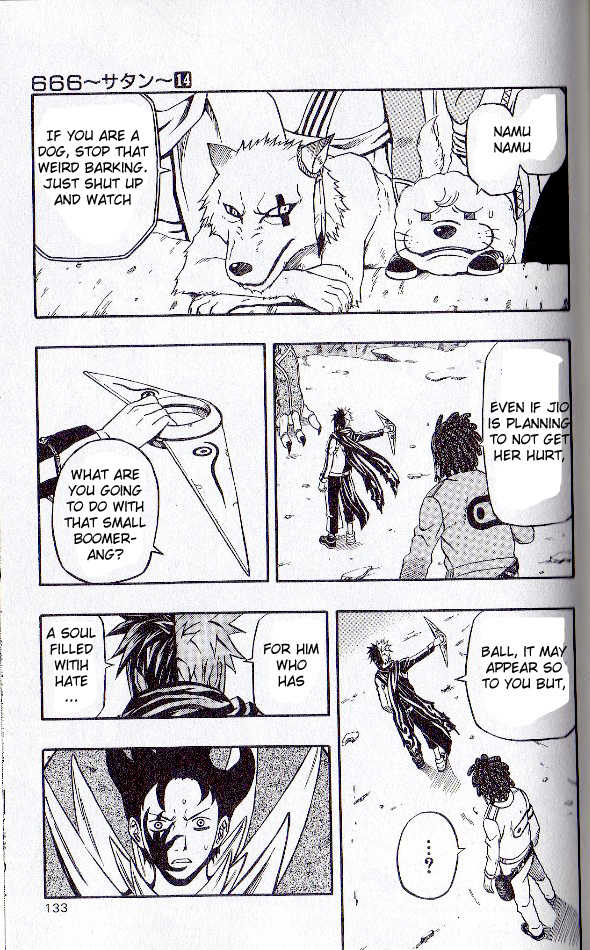 666～サタン～14
NAMU
NAMU
IF YOU ARE A
DOG, STOP THAT
WEIRD BARKING.
JUST SHUT UP
AND WATCH
EVEN IF JIO
IS PLANNING
TO NOT GET
HER HURT,
WHAT ARE
YOU GOING
TO DO WITH
THAT SMALL
BOOMER-
ANG?
BALL, IT MAY
APPEAR SO
TO YOU BUT,
...?
FOR HIM
WHO
HAS
A SOUL
FILLED
WITIH
HATE
...
133